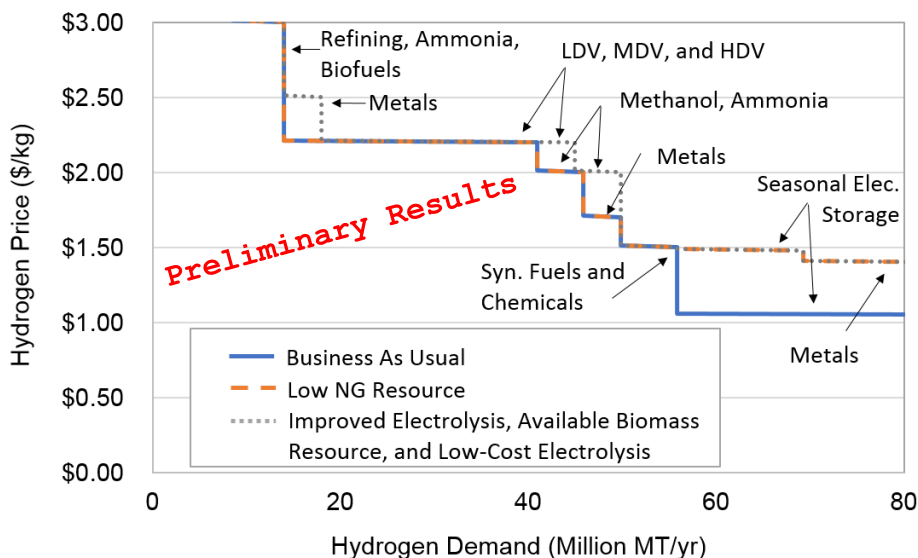 $3.00
$2.50
$2.00
$1.50
$1.00
$0.50
$0.00
Hydrogen Price ($/kg)
Refining, Ammonia,
Biofuels
Metals
LDV, MDV, and HDV
Methanol, Ammonia
Metals
Seasonal Elec.
Storage
Preliminary Results
Syn. Fuels and
Chemicals
Metals
Business As Usual
Low NG Resource
Improved Electrolysis, Available Biomass
Resource, and Low-Cost Electrolysis
0
20
40
60
80
Hydrogen Demand (Million MT/yr)